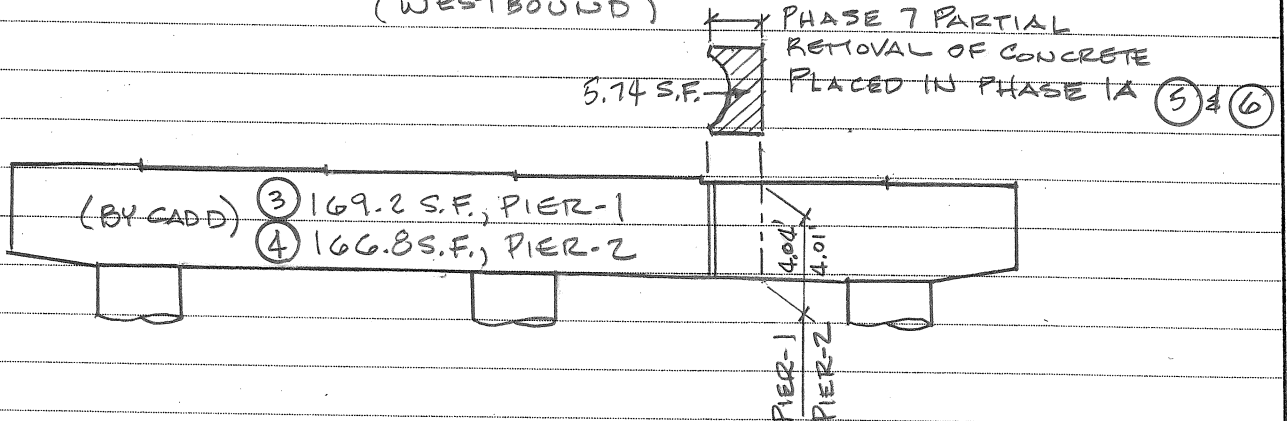 (WESTBOUND)
PHASE 7 PARTIAL
REMOVAL OF CONCRETE
PLACED IN PHASE 1A ⑤ & ⑥
5.74 S.F.
(BY CADD) ③ 169.2 S.F., PIER-1
④ 166.8 S.F., PIER-2
4.04'
4.01'
PIER-1
PIER-2